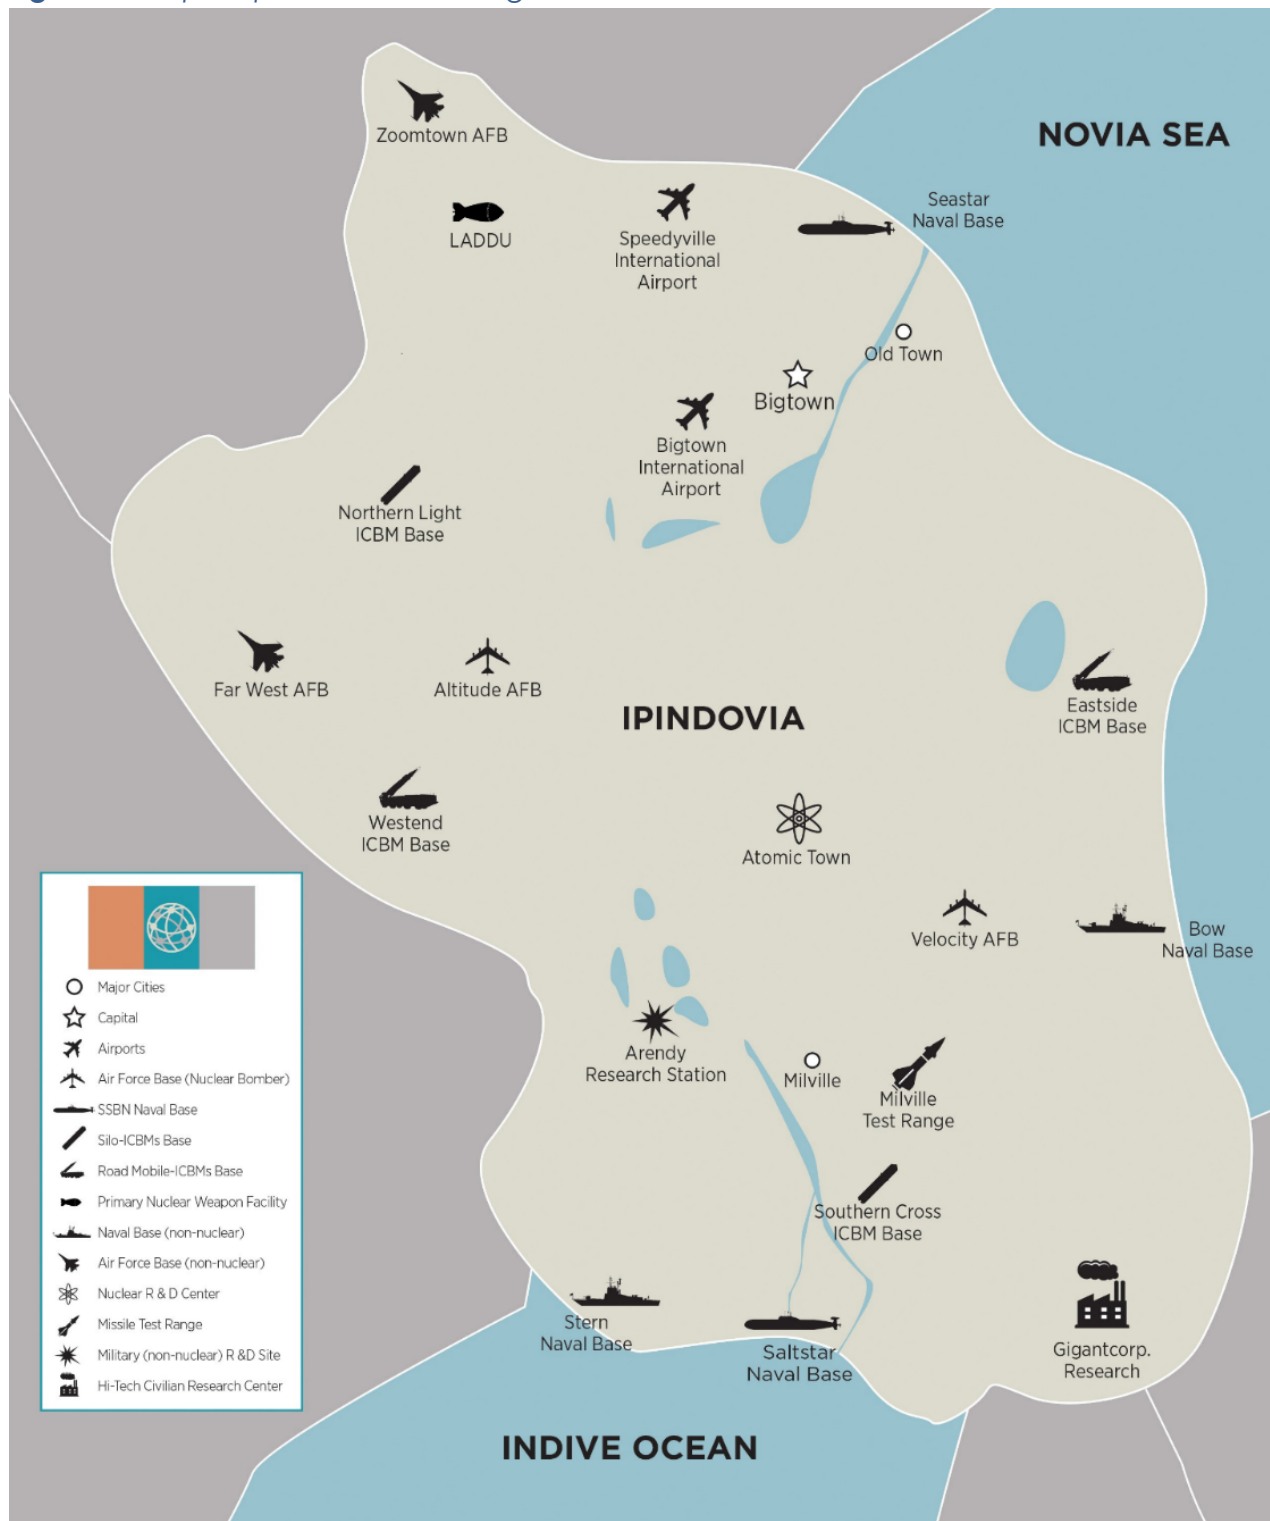 NOVIA SEA
Zoomtown AFB
Seastar
Naval Base
LADDU
Speedyville
International
Airport
Old Town
Bigtown
Bigtown
International
Airport
Northern Light
ICBM Base
Far West AFB
Altitude AFB
IPINDOVIA
Eastside
ICBM Base
Westend
ICBM Base
Atomic Town
Velocity AFB
Bow
Naval Base
Arendy
Research Station
Milville
Milville
Test Range
Southern Cross
ICBM Base
Stern
Naval Base
Saltstar
Naval Base
Gigantcorp.
Research
INDIVE OCEAN
Major Cities
Capital
Airports
Air Force Base (Nuclear Bomber)
SSBN Naval Base
Silo-ICBMs Base
Road Mobile-ICBMs Base
Primary Nuclear Weapon Facility
Naval Base (non-nuclear)
Air Force Base (non-nuclear)
Nuclear R & D Center
Missile Test Range
Military (non-nuclear) R &D Site
Hi-Tech Civilian Research Center